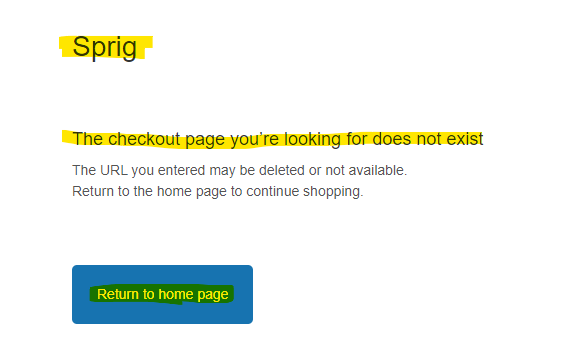 Sprig
The checkout page you’re looking for does not exist
The URL you entered may be deleted or not available.
Return to the home page to continue shopping.
Return to home page